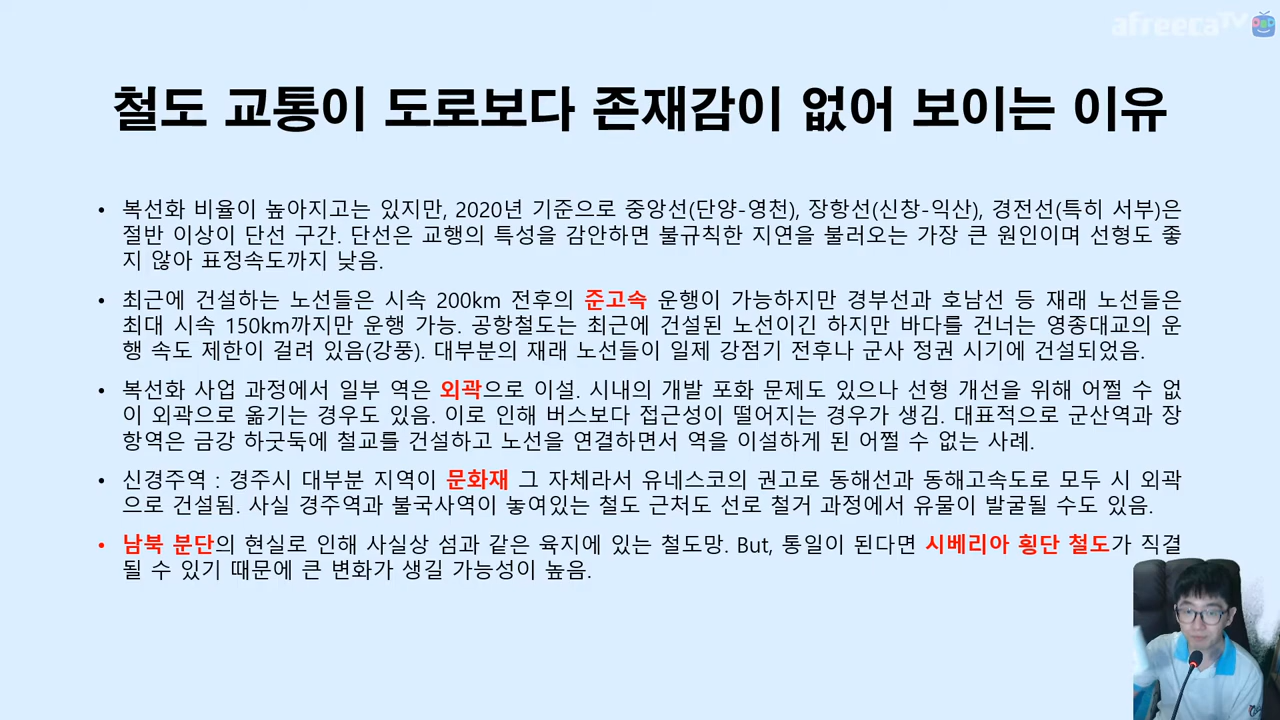 afreecaTV
철도 교통이 도로보다 존재감이 없어 보이는 이유
• 복선화 비율이 높아지고는 있지만, 2020년 기준으로 중앙선(단양-영천), 장항선(신창-익산), 경전선(특히 서부)은
절반 이상이 단선 구간. 단선은 교행의 특성을 감안하면 불규칙한 지연을 불러오는 가장 큰 원인이며 선형도 좋
지 않아 표정속도까지 낮음.
• 최근에 건설하는 노선들은 시속 200km 전후의 준고속 운행이 가능하지만 경부선과 호남선 등 재래 노선들은
최대 시속 150km까지만 운행 가능. 공항철도는 최근에 건설된 노선이긴 하지만 바다를 건너는 영종대교의 운
행 속도 제한이 걸려 있음(강풍). 대부분의 재래 노선들이 일제 강점기 전후나 군사 정권 시기에 건설되었음.
• 복선화 사업 과정에서 일부 역은 외곽으로 이설. 시내의 개발 포화 문제도 있으나 선형 개선을 위해 어쩔 수 없
이 외곽으로 옮기는 경우도 있음. 이로 인해 버스보다 접근성이 떨어지는 경우가 생김. 대표적으로 군산역과 장
항역은 금강 하굿둑에 철교를 건설하고 노선을 연결하면서 역을 이설하게 된 어쩔 수 없는 사례.
• 신경주역 : 경주시 대부분 지역이 문화재 그 자체라서 유네스코의 권고로 동해선과 동해고속도로 모두 시 외곽
으로 건설됨. 사실 경주역과 불국사역이 놓여있는 철도 근처도 선로 철거 과정에서 유물이 발굴될 수도 있음.
• 남북 분단의 현실로 인해 사실상 섬과 같은 육지에 있는 철도망. But, 통일이 된다면 시베리아 횡단 철도가 직결
될 수 있기 때문에 큰 변화가 생길 가능성이 높음.